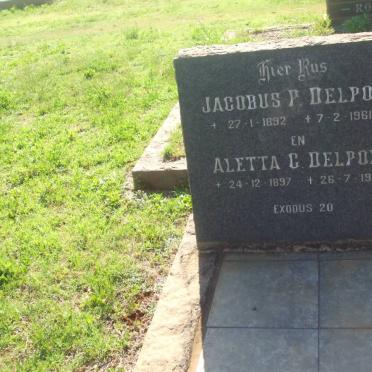 Hier Rus
JACOBUS P. DELPO
+ 27-1-1892 + 7-2-1961
EN
ALETTA C DELPO
+ 24-12-1897 + 26-7-19
EXODUS 20